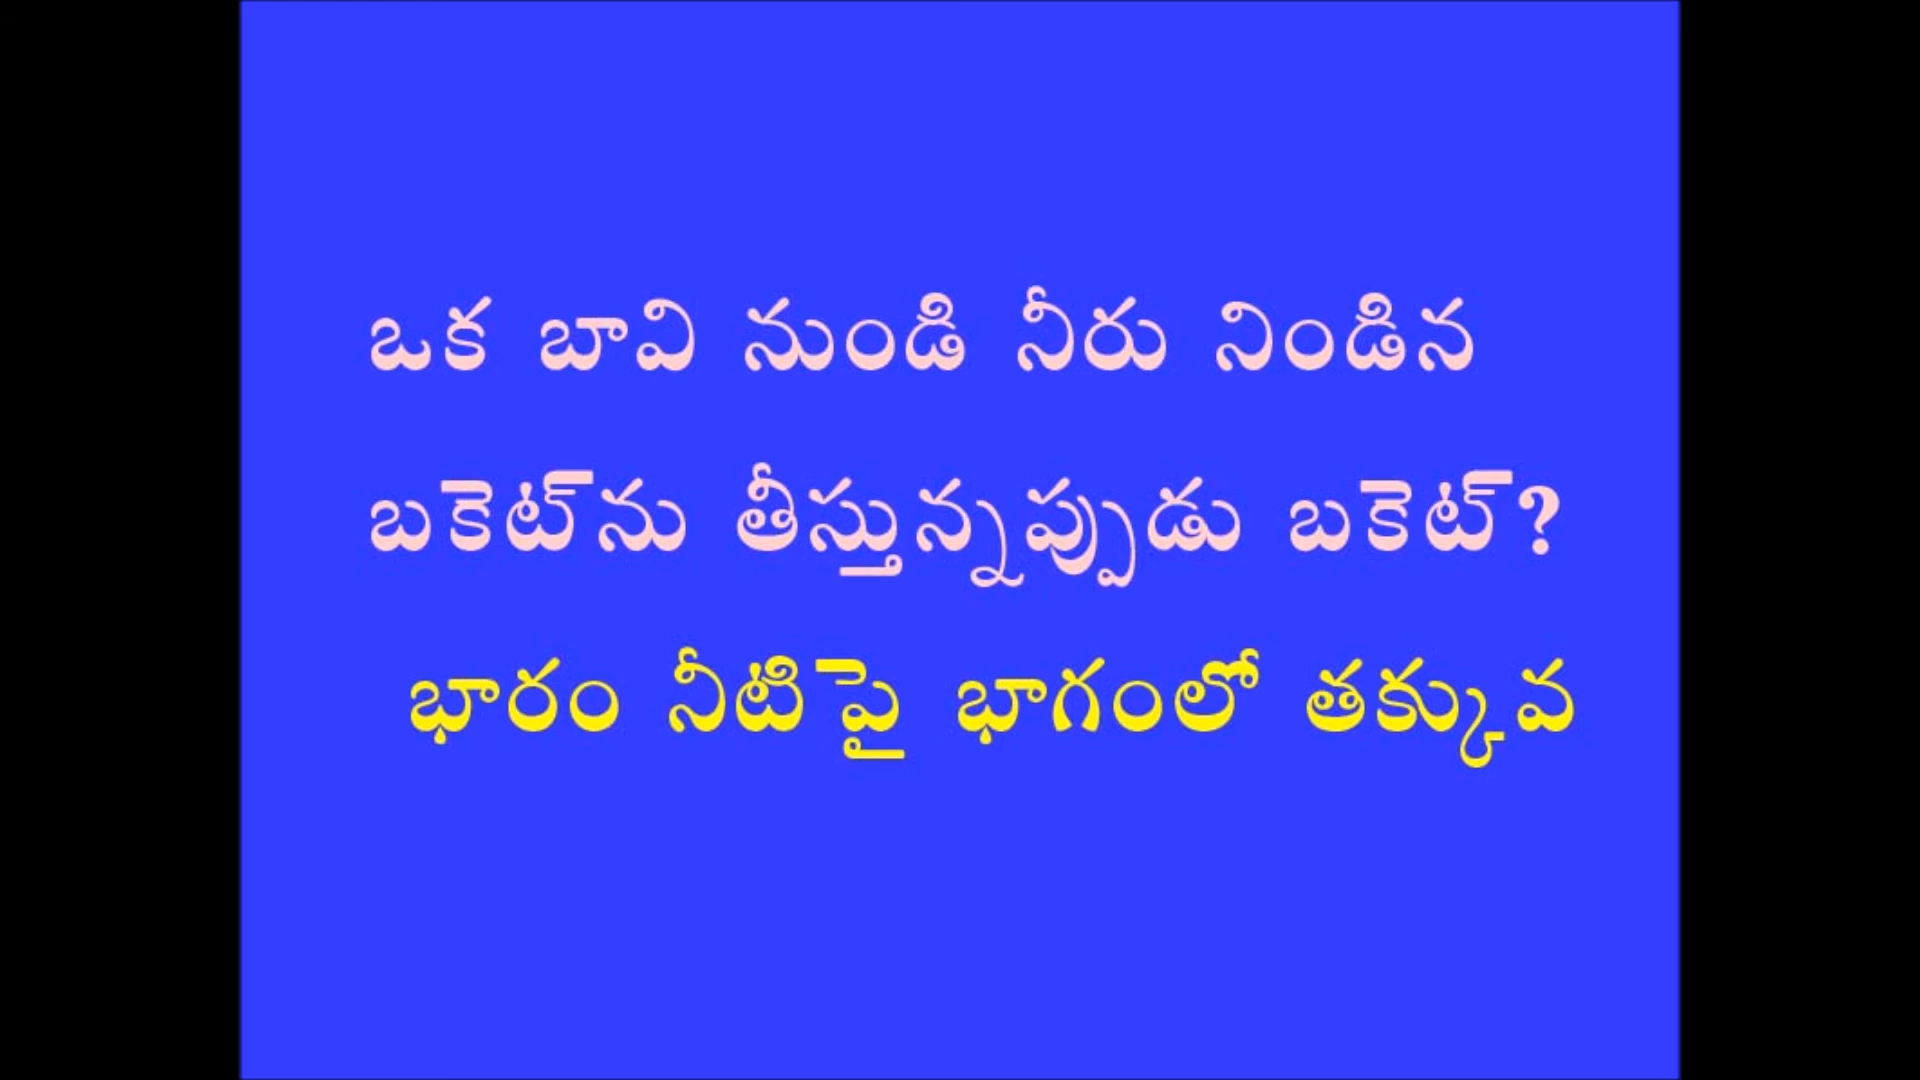 ఒక బావి నుండి నీరు నిండిన
బకెట్‌ను తీస్తున్నప్పుడు బకెట్?
భారం నీటిపై భాగంలో తక్కువ